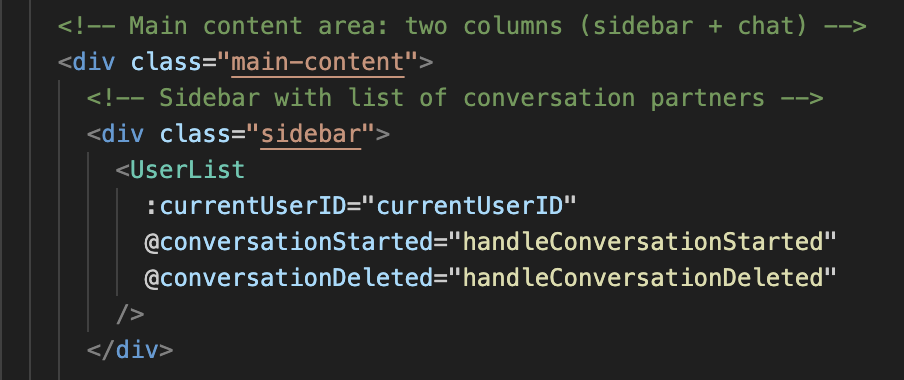 <!-- Main content area: two columns (sidebar + chat) -->
<div class="main-content">
<!-- Sidebar with list of conversation partners -->
<div class="sidebar">
<UserList
:currentUserID="currentUserID"
@conversationStarted="handleConversationStarted"
@conversationDeleted="handleConversationDeleted"
/>
</div>